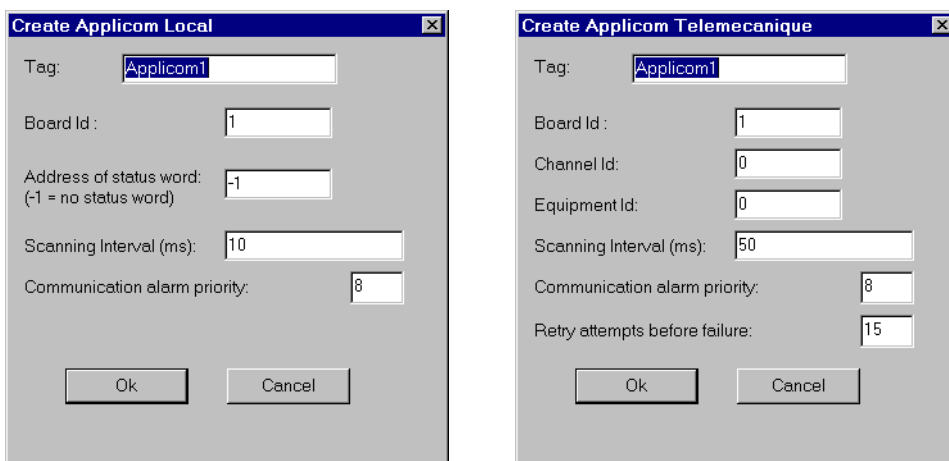 Create Applicom Local
Tag: Applicom1
Board Id : 1
Address of status word: -1
(-1 = no status word)
Scanning Interval (ms): 10
Communication alarm priority: 8
Ok Cancel
Create Applicom Telemecanique
Tag: Applicom1
Board Id : 1
Channel Id: 0
Equipment Id: 0
Scanning Interval (ms): 50
Communication alarm priority: 8
Retry attempts before failure: 15
Ok Cancel